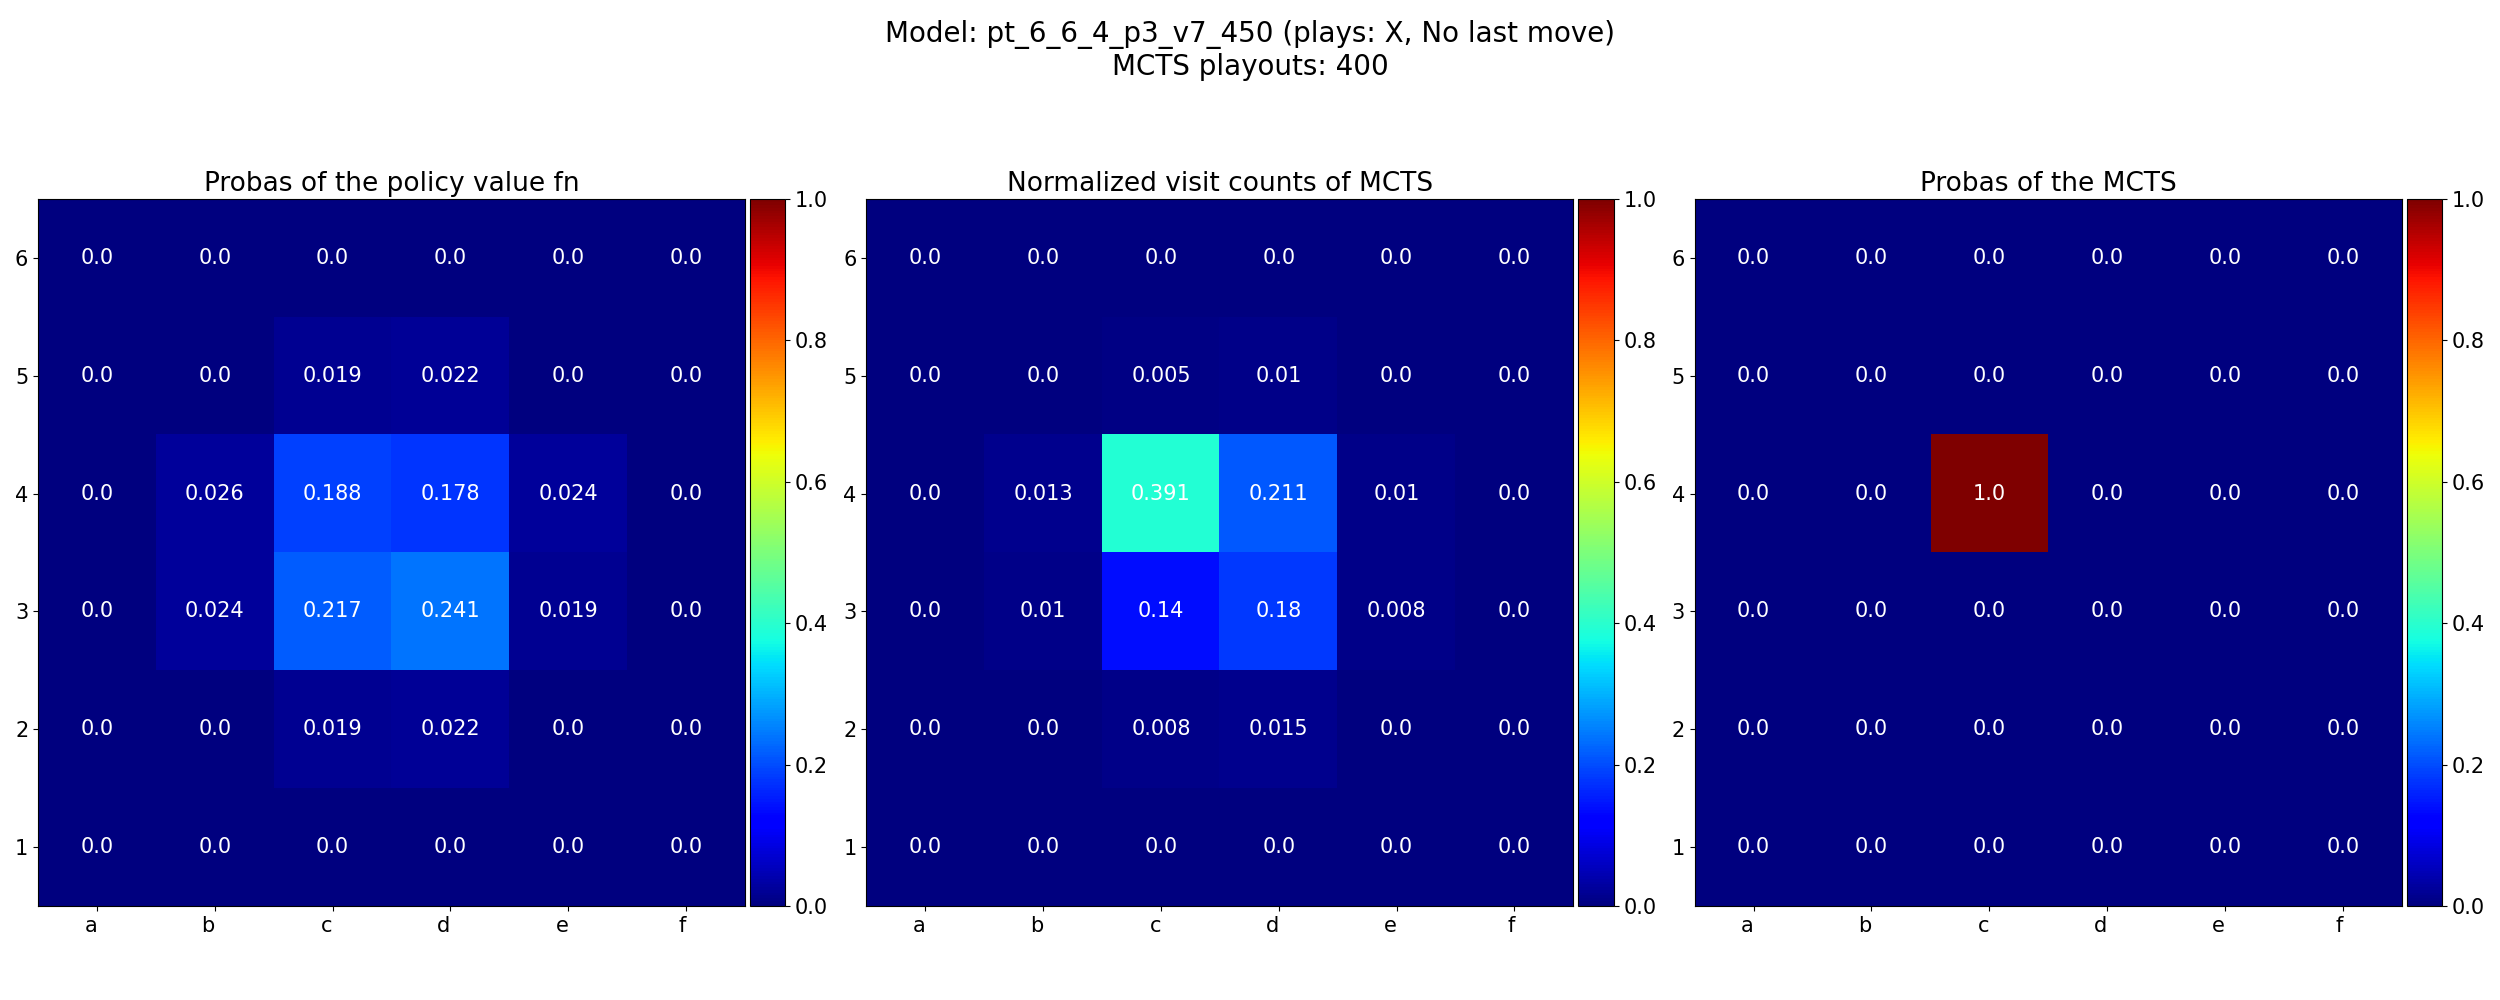 Model: pt_6_6_4_p3_v7_450 (plays: X, No last move)
MCTS playouts: 400
Probas of the policy value fn
6 0.0 0.0 0.0 0.0 0.0 0.0
5 0.0 0.0 0.019 0.022 0.0 0.0
4 0.0 0.026 0.188 0.178 0.024 0.0
3 0.0 0.024 0.217 0.241 0.019 0.0
2 0.0 0.0 0.019 0.022 0.0 0.0
1 0.0 0.0 0.0 0.0 0.0 0.0
a b c d e f
1.0
0.8
0.6
0.4
0.2
0.0
Normalized visit counts of MCTS
6 0.0 0.0 0.0 0.0 0.0 0.0
5 0.0 0.0 0.005 0.01 0.0 0.0
4 0.0 0.013 0.391 0.211 0.01 0.0
3 0.0 0.01 0.14 0.18 0.008 0.0
2 0.0 0.0 0.008 0.015 0.0 0.0
1 0.0 0.0 0.0 0.0 0.0 0.0
a b c d e f
1.0
0.8
0.6
0.4
0.2
0.0
Probas of the MCTS
6 0.0 0.0 0.0 0.0 0.0 0.0
5 0.0 0.0 0.0 0.0 0.0 0.0
4 0.0 0.0 1.0 0.0 0.0 0.0
3 0.0 0.0 0.0 0.0 0.0 0.0
2 0.0 0.0 0.0 0.0 0.0 0.0
1 0.0 0.0 0.0 0.0 0.0 0.0
a b c d e f
1.0
0.8
0.6
0.4
0.2
0.0